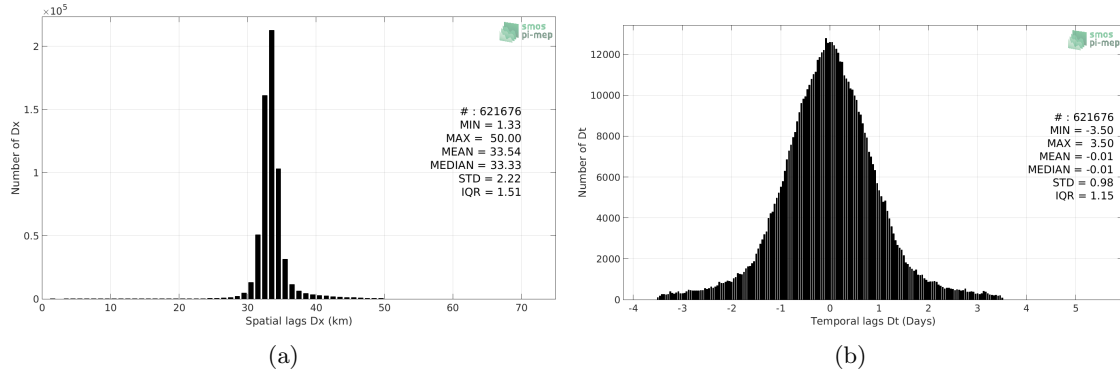 ×10⁵
2
1.5
1
0.5
0
Number of Dx
smos
pi-mep
# : 621676
MIN = 1.33
MAX = 50.00
MEAN = 33.54
MEDIAN = 33.33
STD = 2.22
IQR = 1.51
0 10 20 30 40 50 60 70
Spatial lags Dx (km)
(a)
12000
10000
8000
6000
4000
2000
0
Number of Dt
smos
pi-mep
# : 621676
MIN = -3.50
MAX = 3.50
MEAN = -0.01
MEDIAN = -0.01
STD = 0.98
IQR = 1.15
-4 -3 -2 -1 0 1 2 3 4 5
Temporal lags Dt (Days)
(b)